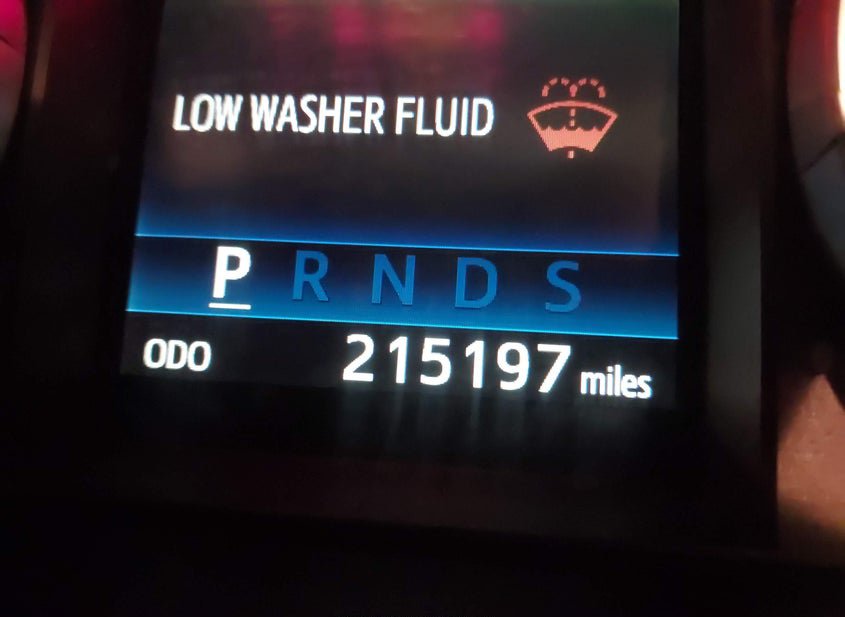 LOW WASHER FLUID
P R N D S
ODO 215197 miles